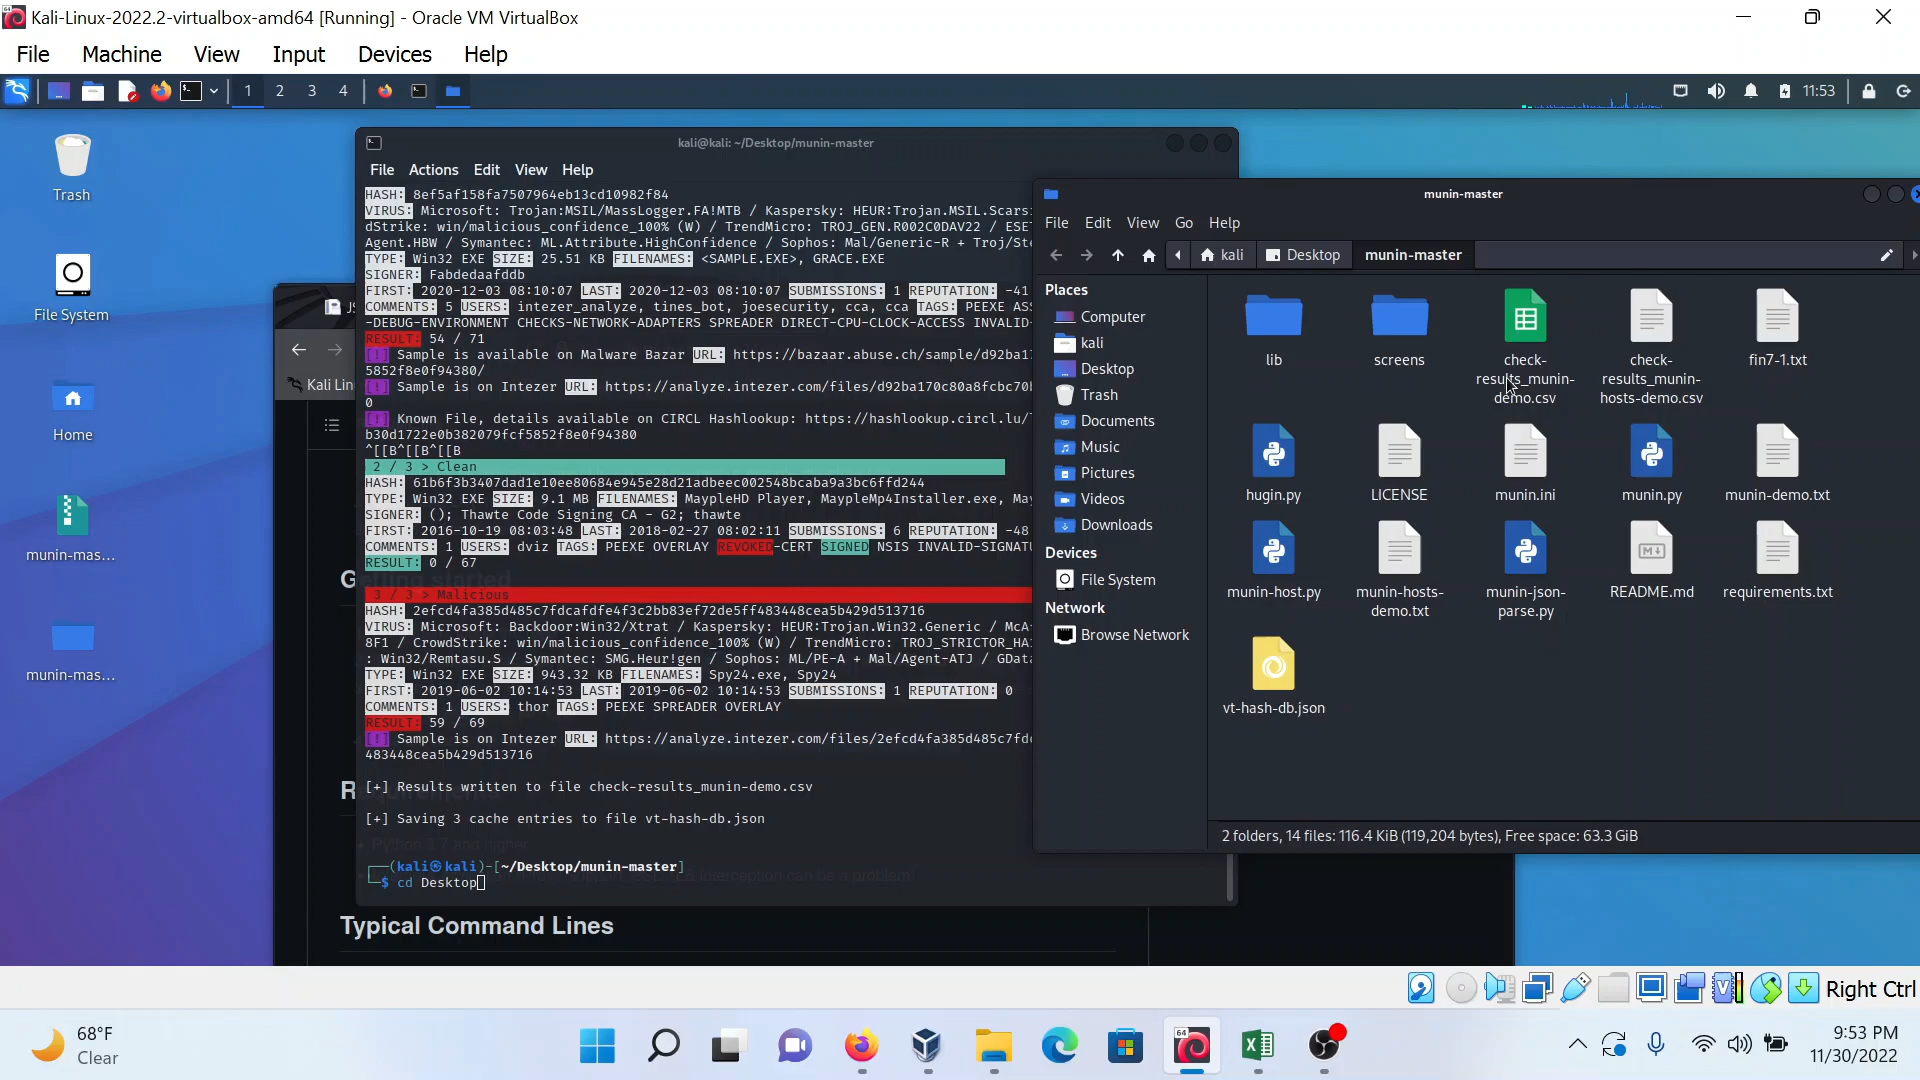 Kali-Linux-2022.2-virtualbox-amd64 [Running] - Oracle VM VirtualBox
File Machine View Input Devices Help
1 2 3 4
11:53
Trash
File System
Home
munin-mas...
munin-mas...
kali@kali: ~/Desktop/munin-master
File Actions Edit View Help
HASH: 8ef5af158fa7507964eb13cd10982f84
VIRUS: Microsoft: Trojan:MSIL/MassLogger.FA!MTB / Kaspersky: HEUR:Trojan.MSIL.Scars
dStrike: win/malicious_confidence_100% (W) / TrendMicro: TROJ_GEN.R002C0DAV22 / ESE
Agent.HBW / Symantec: ML.Attribute.HighConfidence / Sophos: Mal/Generic-R + Troj/Ste
TYPE: Win32 EXE SIZE: 25.51 KB FILENAMES: <SAMPLE.EXE>, GRACE.EXE
SIGNER: Fabdedaafddb
FIRST: 2020-12-03 08:10:07 LAST: 2020-12-03 08:10:07 SUBMISSIONS: 1 REPUTATION: -41
COMMENTS: 5 USERS: intezer_analyze, tines_bot, joesecurity, cca, cca TAGS: PEEXE ASS
-DEBUG-ENVIRONMENT CHECKS-NETWORK-ADAPTERS SPREADER DIRECT-CPU-CLOCK-ACCESS INVALID-
RESULT: 54 / 71
[!] Sample is available on Malware Bazar URL: https://bazaar.abuse.ch/sample/d92ba1
5852f8e0f94380/
[!] Sample is on Intezer URL: https://analyze.intezer.com/files/d92ba170c80a8fcbc70
0
[!] Known File, details available on CIRCL Hashlookup: https://hashlookup.circl.lu/
b30d1722e0b382079fcf5852f8e0f94380
^[[B^[[B^[[B
2 / 3 > Clean
HASH: 61b6f3b3407dad1e10ee80684e945e28d21adbeec002548bcaba9a3bc6ffd244
TYPE: Win32 EXE SIZE: 9.1 MB FILENAMES: MaypleHD Player, MaypleMp4Installer.exe, May
SIGNER: (); Thawte Code Signing CA - G2; thawte
FIRST: 2016-10-19 08:03:48 LAST: 2018-02-27 08:02:11 SUBMISSIONS: 6 REPUTATION: -48
COMMENTS: 1 USERS: dviz TAGS: PEEXE OVERLAY REVOKED-CERT SIGNED NSIS INVALID-SIGNATU
RESULT: 0 / 67
3 / 3 > Malicious
HASH: 2efcd4fa385d485c7fdcafdfe4f3c2bb83ef72de5ff483448cea5b429d513716
VIRUS: Microsoft: Backdoor:Win32/Xtrat / Kaspersky: HEUR:Trojan.Win32.Generic / McA
8F1 / CrowdStrike: win/malicious_confidence_100% (W) / TrendMicro: TROJ_STRICTOR_HA
: Win32/Remtasu.S / Symantec: SMG.Heur!gen / Sophos: ML/PE-A + Mal/Agent-ATJ / GData
TYPE: Win32 EXE SIZE: 943.32 KB FILENAMES: Spy24.exe, Spy24
FIRST: 2019-06-02 10:14:53 LAST: 2019-06-02 10:14:53 SUBMISSIONS: 1 REPUTATION: 0
COMMENTS: 1 USERS: thor TAGS: PEEXE SPREADER OVERLAY
RESULT: 59 / 69
[!] Sample is on Intezer URL: https://analyze.intezer.com/files/2efcd4fa385d485c7fd
483448cea5b429d513716
[+] Results written to file check-results_munin-demo.csv
[+] Saving 3 cache entries to file vt-hash-db.json
(kali㉿kali)-[~/Desktop/munin-master]
$ cd Desktop
Kali Lin
Getting started
Python 3.7 and higher
Typical Command Lines
munin-master
File Edit View Go Help
kali Desktop munin-master
Places
Computer
kali
Desktop
Trash
Documents
Music
Pictures
Videos
Downloads
Devices
File System
Network
Browse Network
lib
screens
check-results_munin-demo.csv
check-results_munin-hosts-demo.csv
fin7-1.txt
hugin.py
LICENSE
munin.ini
munin.py
munin-demo.txt
munin-host.py
munin-hosts-demo.txt
munin-json-parse.py
README.md
requirements.txt
vt-hash-db.json
2 folders, 14 files: 116.4 KiB (119,204 bytes), Free space: 63.3 GiB
Right Ctrl
68°F
Clear
64
9:53 PM
11/30/2022